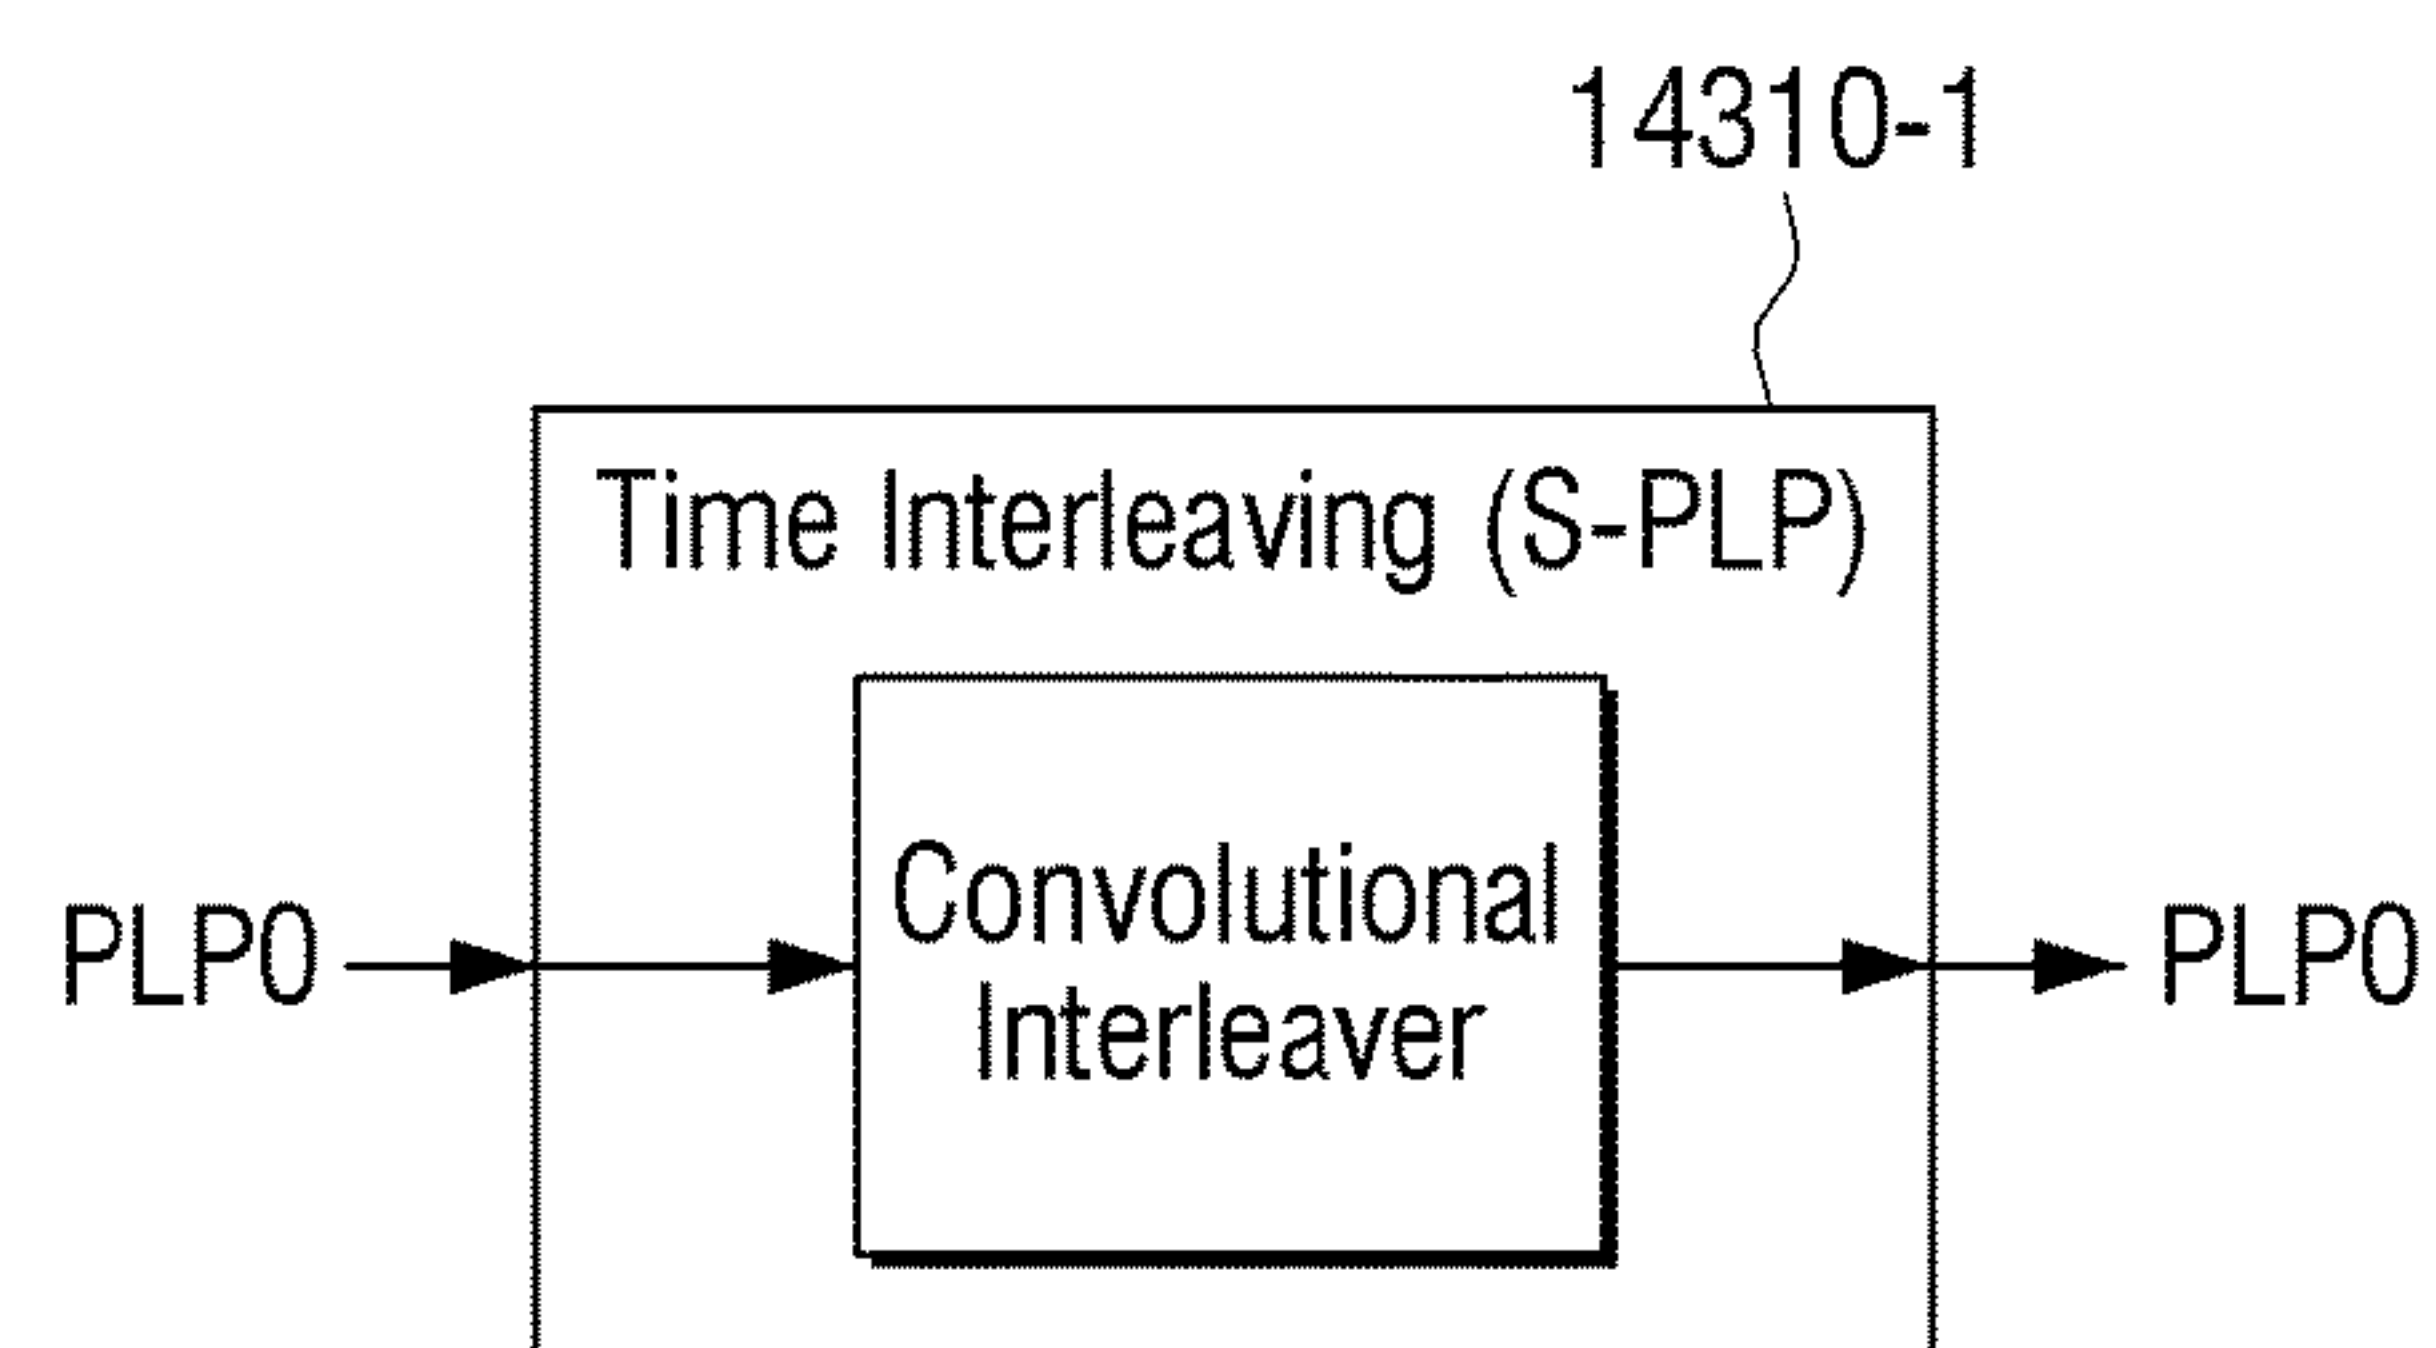 14310-1
Time Interleaving (S-PLP)
PLP0
Convolutional
Interleaver
PLP0